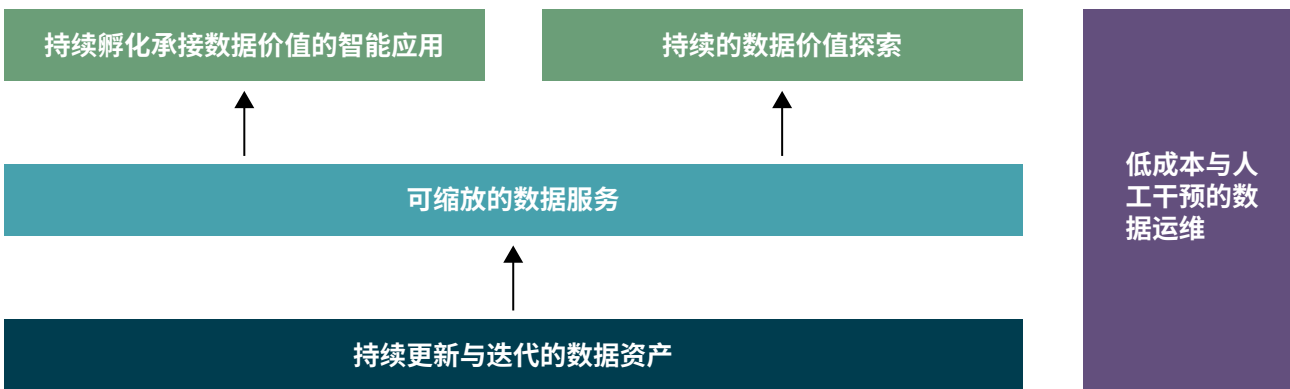 持续孵化承接数据价值的智能应用
持续的数据价值探索
可缩放的数据服务
持续更新与迭代的数据资产
低成本与人
工干预的数
据运维